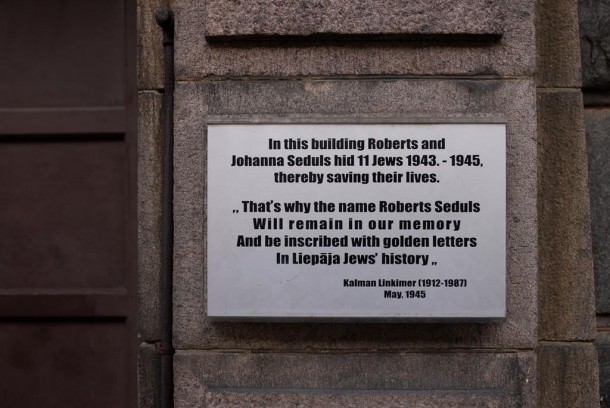 In this building Roberts and
Johanna Seduls hid 11 Jews 1943. - 1945,
thereby saving their lives.
,, That's why the name Roberts Seduls
Will remain in our memory
And be inscribed with golden letters
In Liepāja Jews' history ,,
Kalman Linkimer (1912-1987)
May. 1945